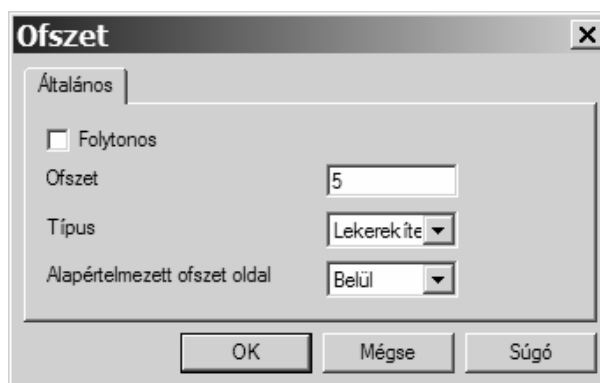 Ofszet
Általános
Folytonos
Ofszet 5
Típus Lekerekíte
Alapértelmezett ofszet oldal Belül
OK Mégse Súgó